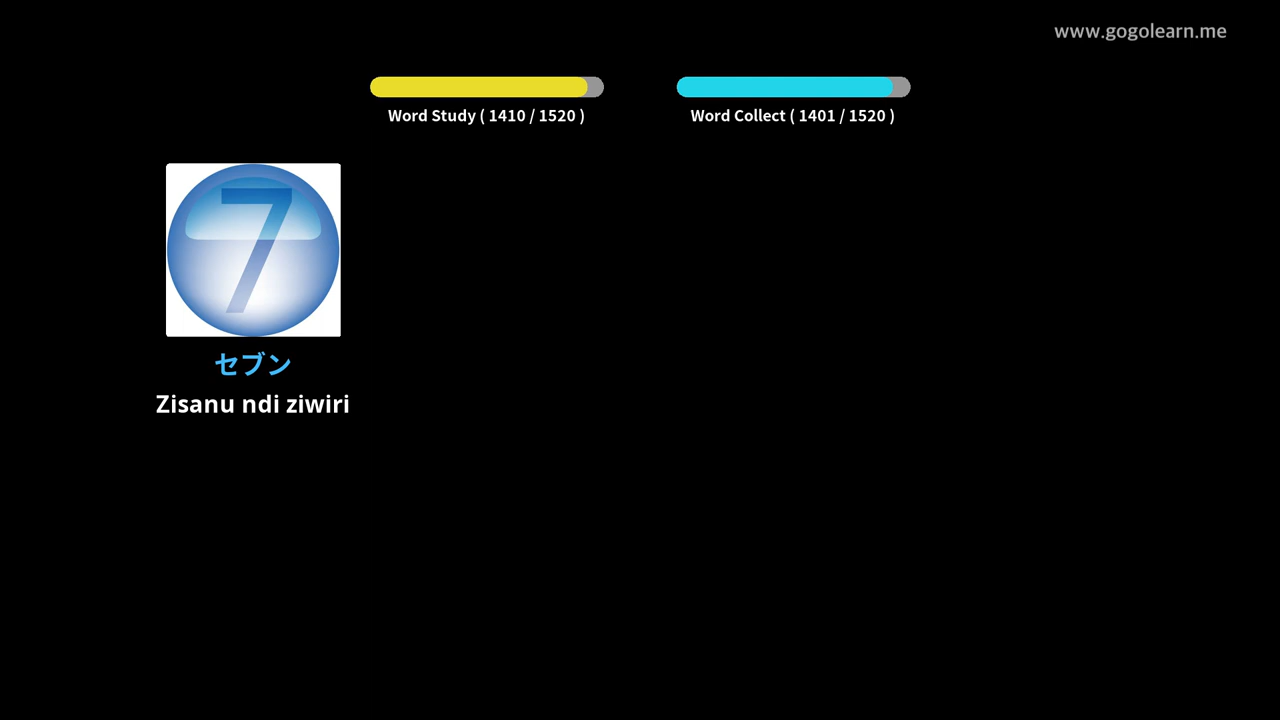 www.gogolearn.me
Word Study ( 1410 / 1520 )
Word Collect ( 1401 / 1520 )
7
セブン
Zisanu ndi ziwiri